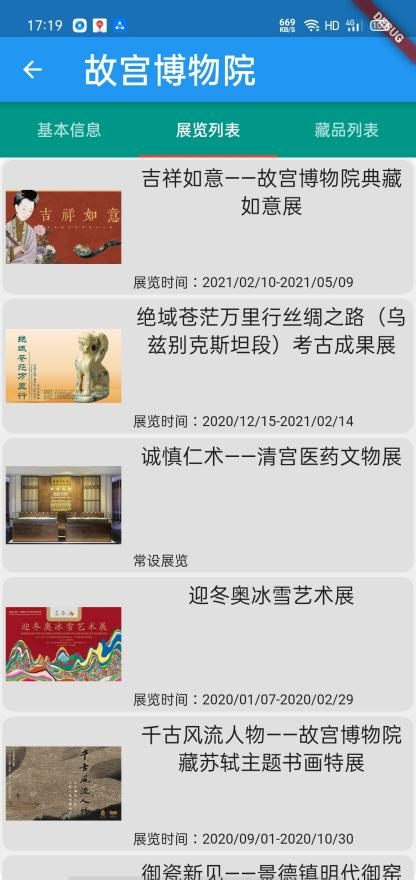 17:19
669
KB/S
HD
4G
DEBUG
故宫博物院
基本信息
展览列表
藏品列表
吉祥如意
吉祥如意——故宫博物院典藏
如意展
展览时间：2021/02/10-2021/05/09
绝域苍茫万里行
绝域苍茫万里行丝绸之路（乌
兹别克斯坦段）考古成果展
展览时间：2020/12/15-2021/02/14
诚慎仁术——清宫医药文物展
常设展览
迎冬奥冰雪艺术展
迎冬奥冰雪艺术展
展览时间：2020/01/07-2020/02/29
千古风流人物
千古风流人物——故宫博物院
藏苏轼主题书画特展
展览时间：2020/09/01-2020/10/30
御瓷新见——景德镇明代御窑